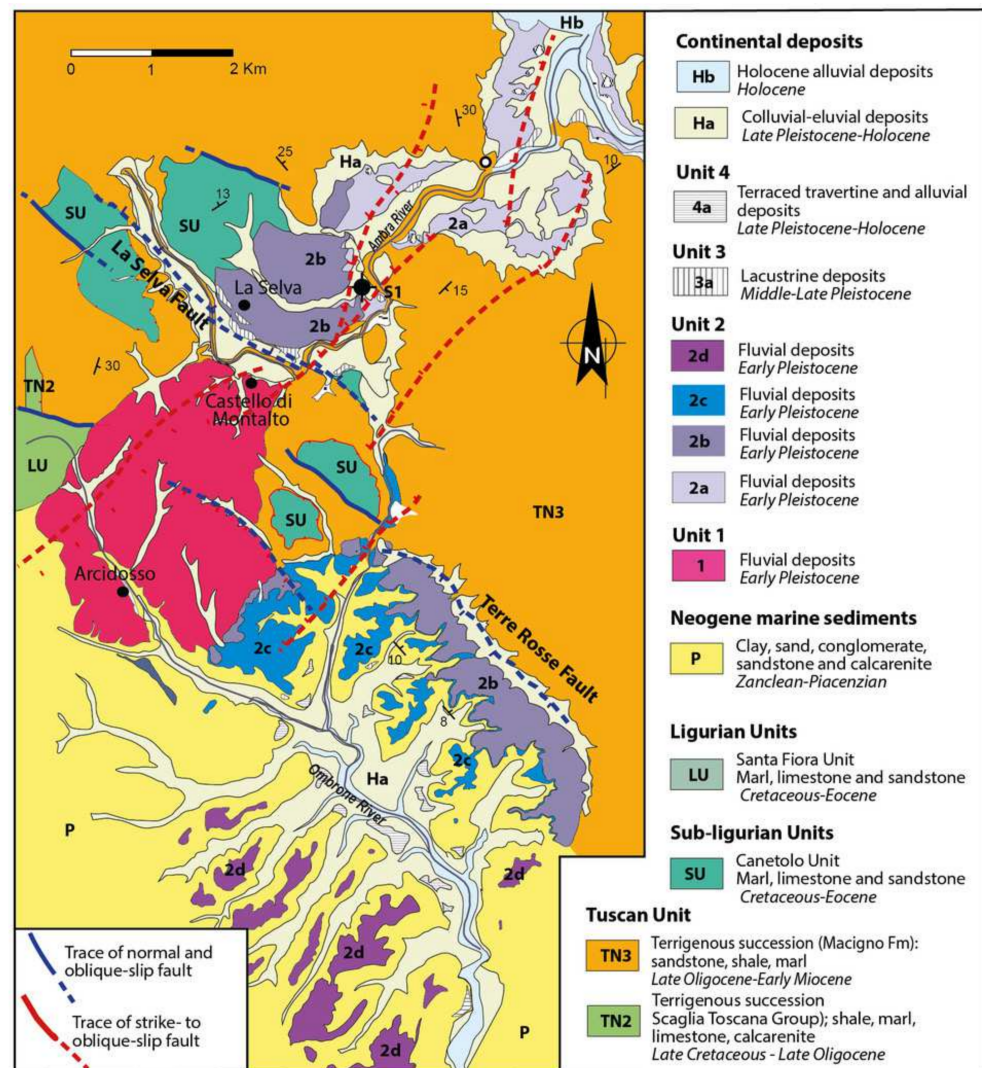 Hb
0 1 2 Km
30
25
Ha
10
13
SU
SU
Ambra River
2a
2b
La Selva Fault
La Selva
S1
15
2b
N
30
TN2
Castello di
Montalto
LU
SU
SU
TN3
Arcidosso
Terre Rosse Fault
2c
2c
10
2b
8
2c
Ha
Ombrone River
P
2d
2d
2d
2d
P
Trace of normal and
oblique-slip fault
Trace of strike- to
oblique-slip fault
Continental deposits
Hb Holocene alluvial deposits
Holocene
Ha Colluvial-eluvial deposits
Late Pleistocene-Holocene
Unit 4
4a Terraced travertine and alluvial
deposits
Late Pleistocene-Holocene
Unit 3
3a Lacustrine deposits
Middle-Late Pleistocene
Unit 2
2d Fluvial deposits
Early Pleistocene
2c Fluvial deposits
Early Pleistocene
2b Fluvial deposits
Early Pleistocene
2a Fluvial deposits
Early Pleistocene
Unit 1
1 Fluvial deposits
Early Pleistocene
Neogene marine sediments
P Clay, sand, conglomerate,
sandstone and calcarenite
Zanclean-Piacenzian
Ligurian Units
LU Santa Fiora Unit
Marl, limestone and sandstone
Cretaceous-Eocene
Sub-ligurian Units
SU Canetolo Unit
Marl, limestone and sandstone
Cretaceous-Eocene
Tuscan Unit
TN3 Terrigenous succession (Macigno Fm):
sandstone, shale, marl
Late Oligocene-Early Miocene
TN2 Terrigenous succession
Scaglia Toscana Group); shale, marl,
limestone, calcarenite
Late Cretaceous - Late Oligocene